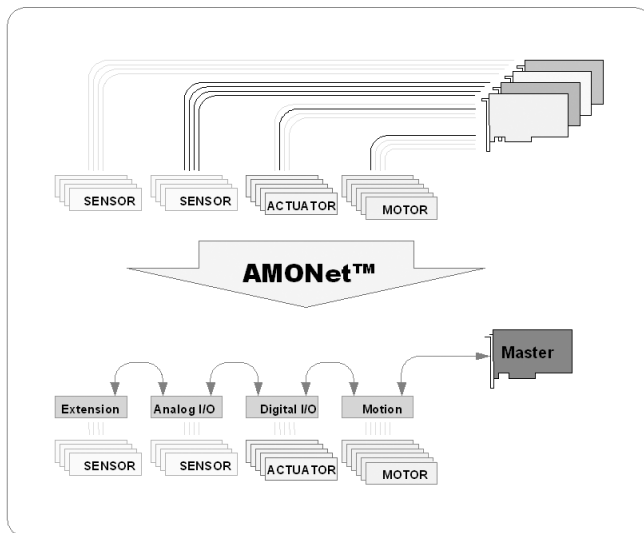 SENSOR SENSOR ACTUATOR MOTOR
AMONet™
Master
Extension Analog I/O Digital I/O Motion
SENSOR SENSOR ACTUATOR MOTOR